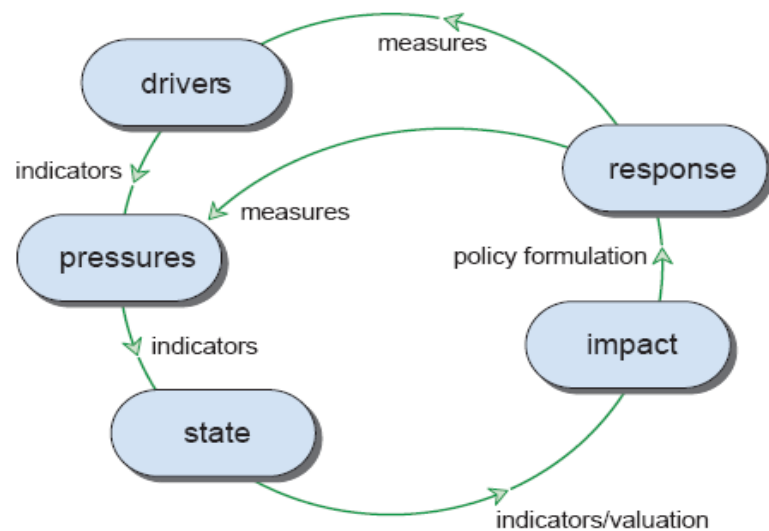 measures
drivers
response
indicators
measures
pressures
policy formulation
indicators
impact
state
indicators/valuation